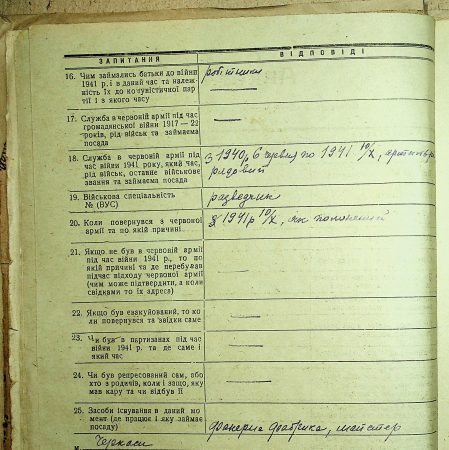 ЗАПИТАННЯ
ВІДПОВІДІ
16. Чим займались батьки до війни
1941 р. і в даний час та належ-
ність їх до комуністичної пар-
тії і з якого часу
робітники
17. Служба в червоній армії під час
громадянської війни 1917—22
років, рід військ та займаєма
посада
18. Служба в червоній армії під
час війни 1941 року, який час,
рід військ, останнє військове
звання та займаєма посада
з 1940, 6 червня по 1941 10/X,
рядовий
19. Військова спеціальність
№ (ВУС)
разведчик
20. Коли повернувся з червоної
армії та по якій причині
з 1941 р 10/X, як полонений
21. Якщо не був в червоній армії
під час війни 1941 р., то по
якій причині та де перебував
підчас відходу червоної армії
(чим може підтвердити, а коли
свідками то їх адреса)
22. Якщо був евакуйований, то ко
ли повернувся та звідки саме
23. Чи був в партизанах під час
війни 1941 р. та де саме і
який час
24. Чи був репресований сам, або
хто з родичів, коли і защо, яку
мав кару та чи відбув її
25. Засоби існування в даний мо
мент (де працює і яку займає
посаду)
фанерна фабрика, майстер
м. Черкаси